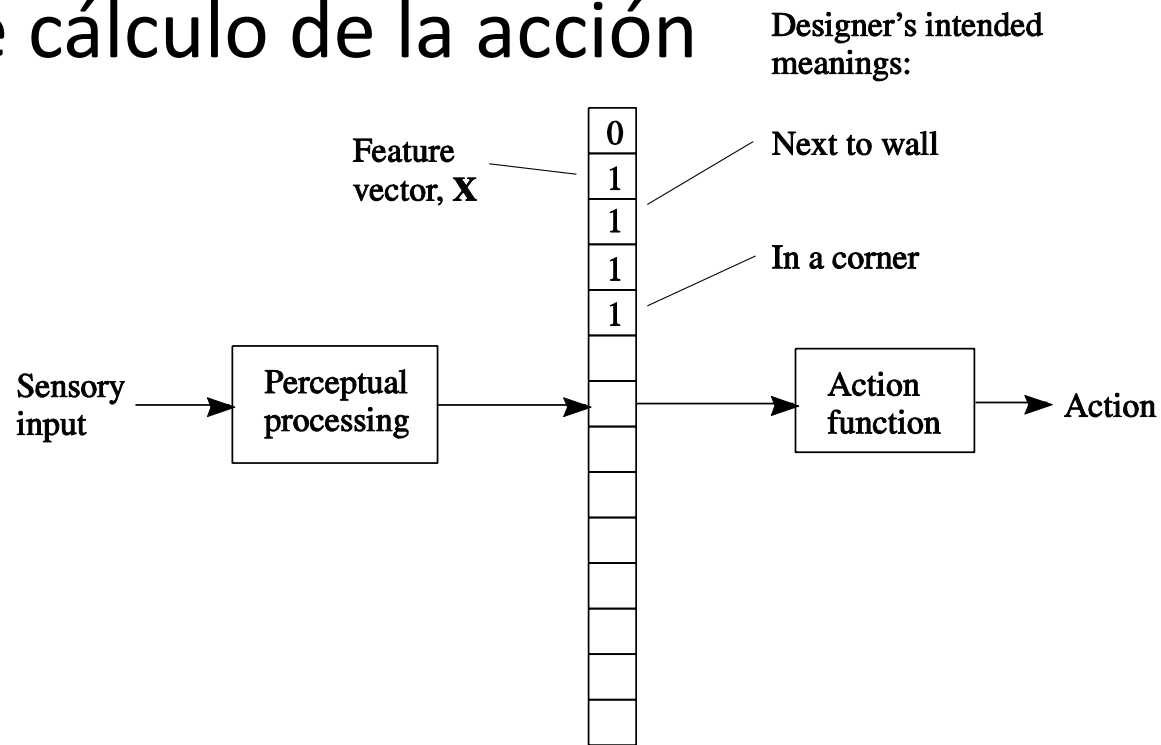 e cálculo de la acción
Designer's intended
meanings:
Feature
vector, X
0
1
1
1
1
Next to wall
In a corner
Sensory
input
Perceptual
processing
Action
function
Action